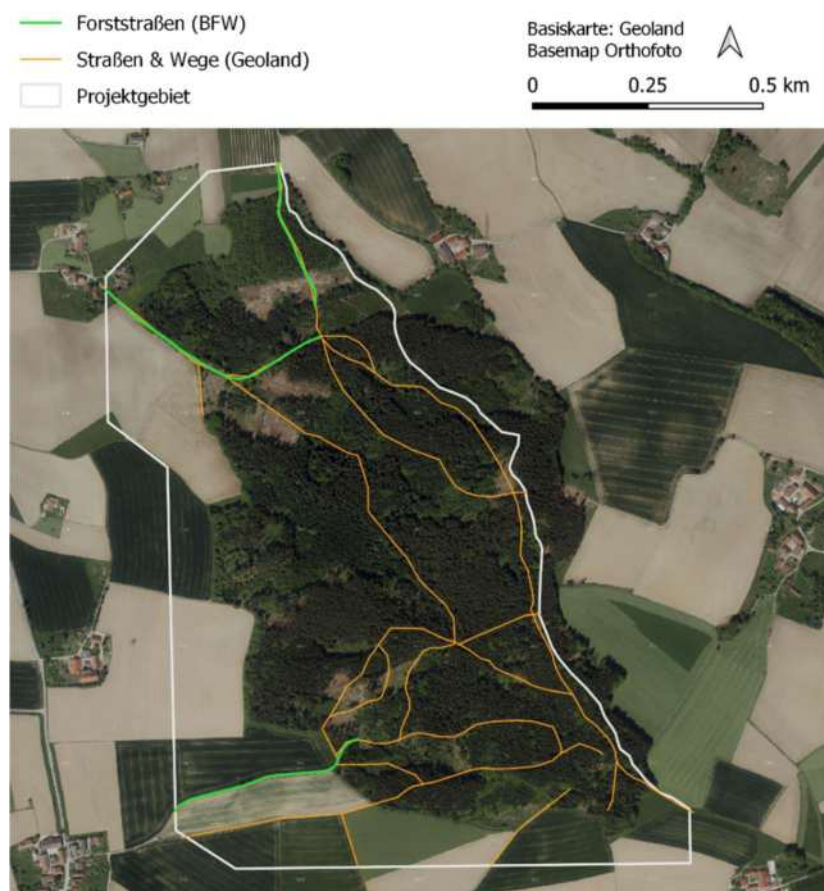 Forststraßen (BFW)
Straßen & Wege (Geoland)
Projektgebiet
Basiskarte: Geoland
Basemap Orthofoto
0 0.25 0.5 km